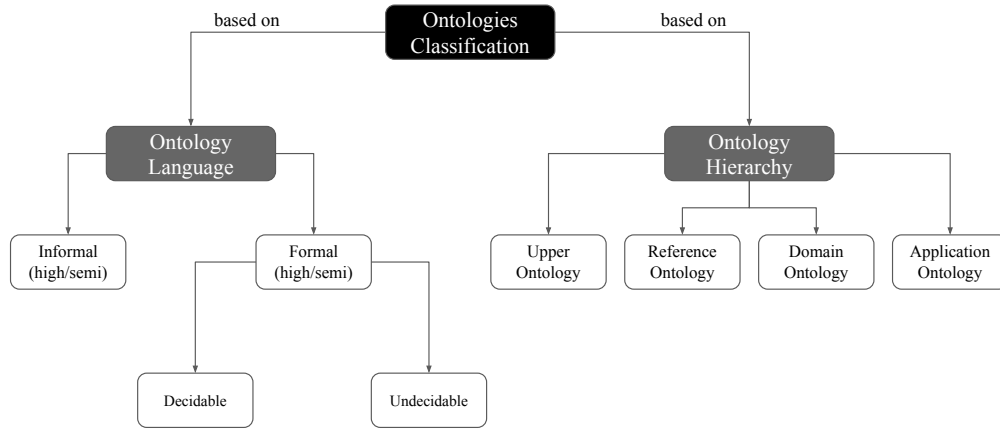 based on
Ontologies
Classification
based on
Ontology
Language
Ontology
Hierarchy
Informal
(high/semi)
Formal
(high/semi)
Upper
Ontology
Reference
Ontology
Domain
Ontology
Application
Ontology
Decidable
Undecidable